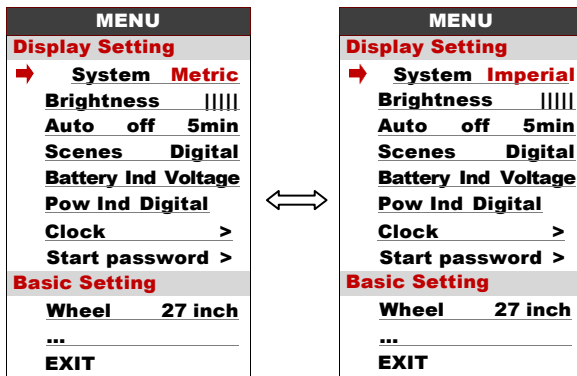 MENU
Display Setting
System Metric
Brightness |||||
Auto off 5min
Scenes Digital
Battery Ind Voltage
Pow Ind Digital
Clock >
Start password >
Basic Setting
Wheel 27 inch
...
EXIT
MENU
Display Setting
System Imperial
Brightness |||||
Auto off 5min
Scenes Digital
Battery Ind Voltage
Pow Ind Digital
Clock >
Start password >
Basic Setting
Wheel 27 inch
...
EXIT